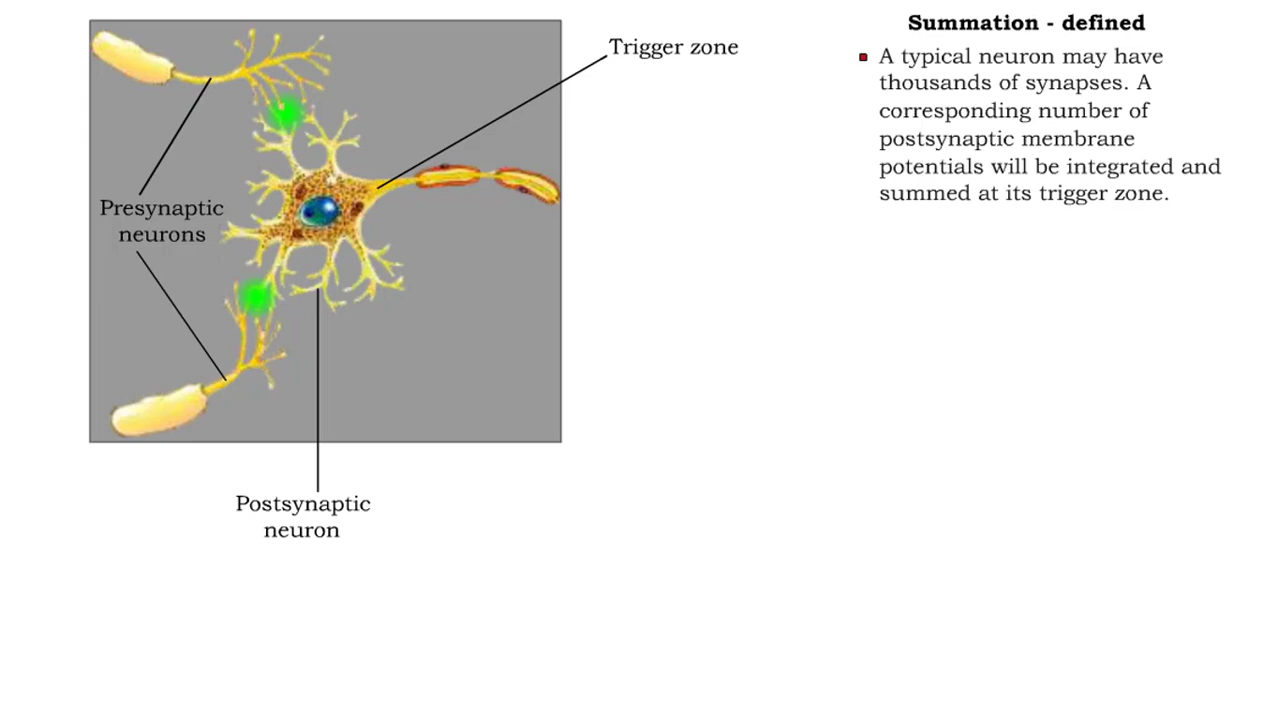 Summation - defined
Trigger zone
A typical neuron may have
thousands of synapses. A
corresponding number of
postsynaptic membrane
potentials will be integrated and
summed at its trigger zone.
Presynaptic
neurons
Postsynaptic
neuron